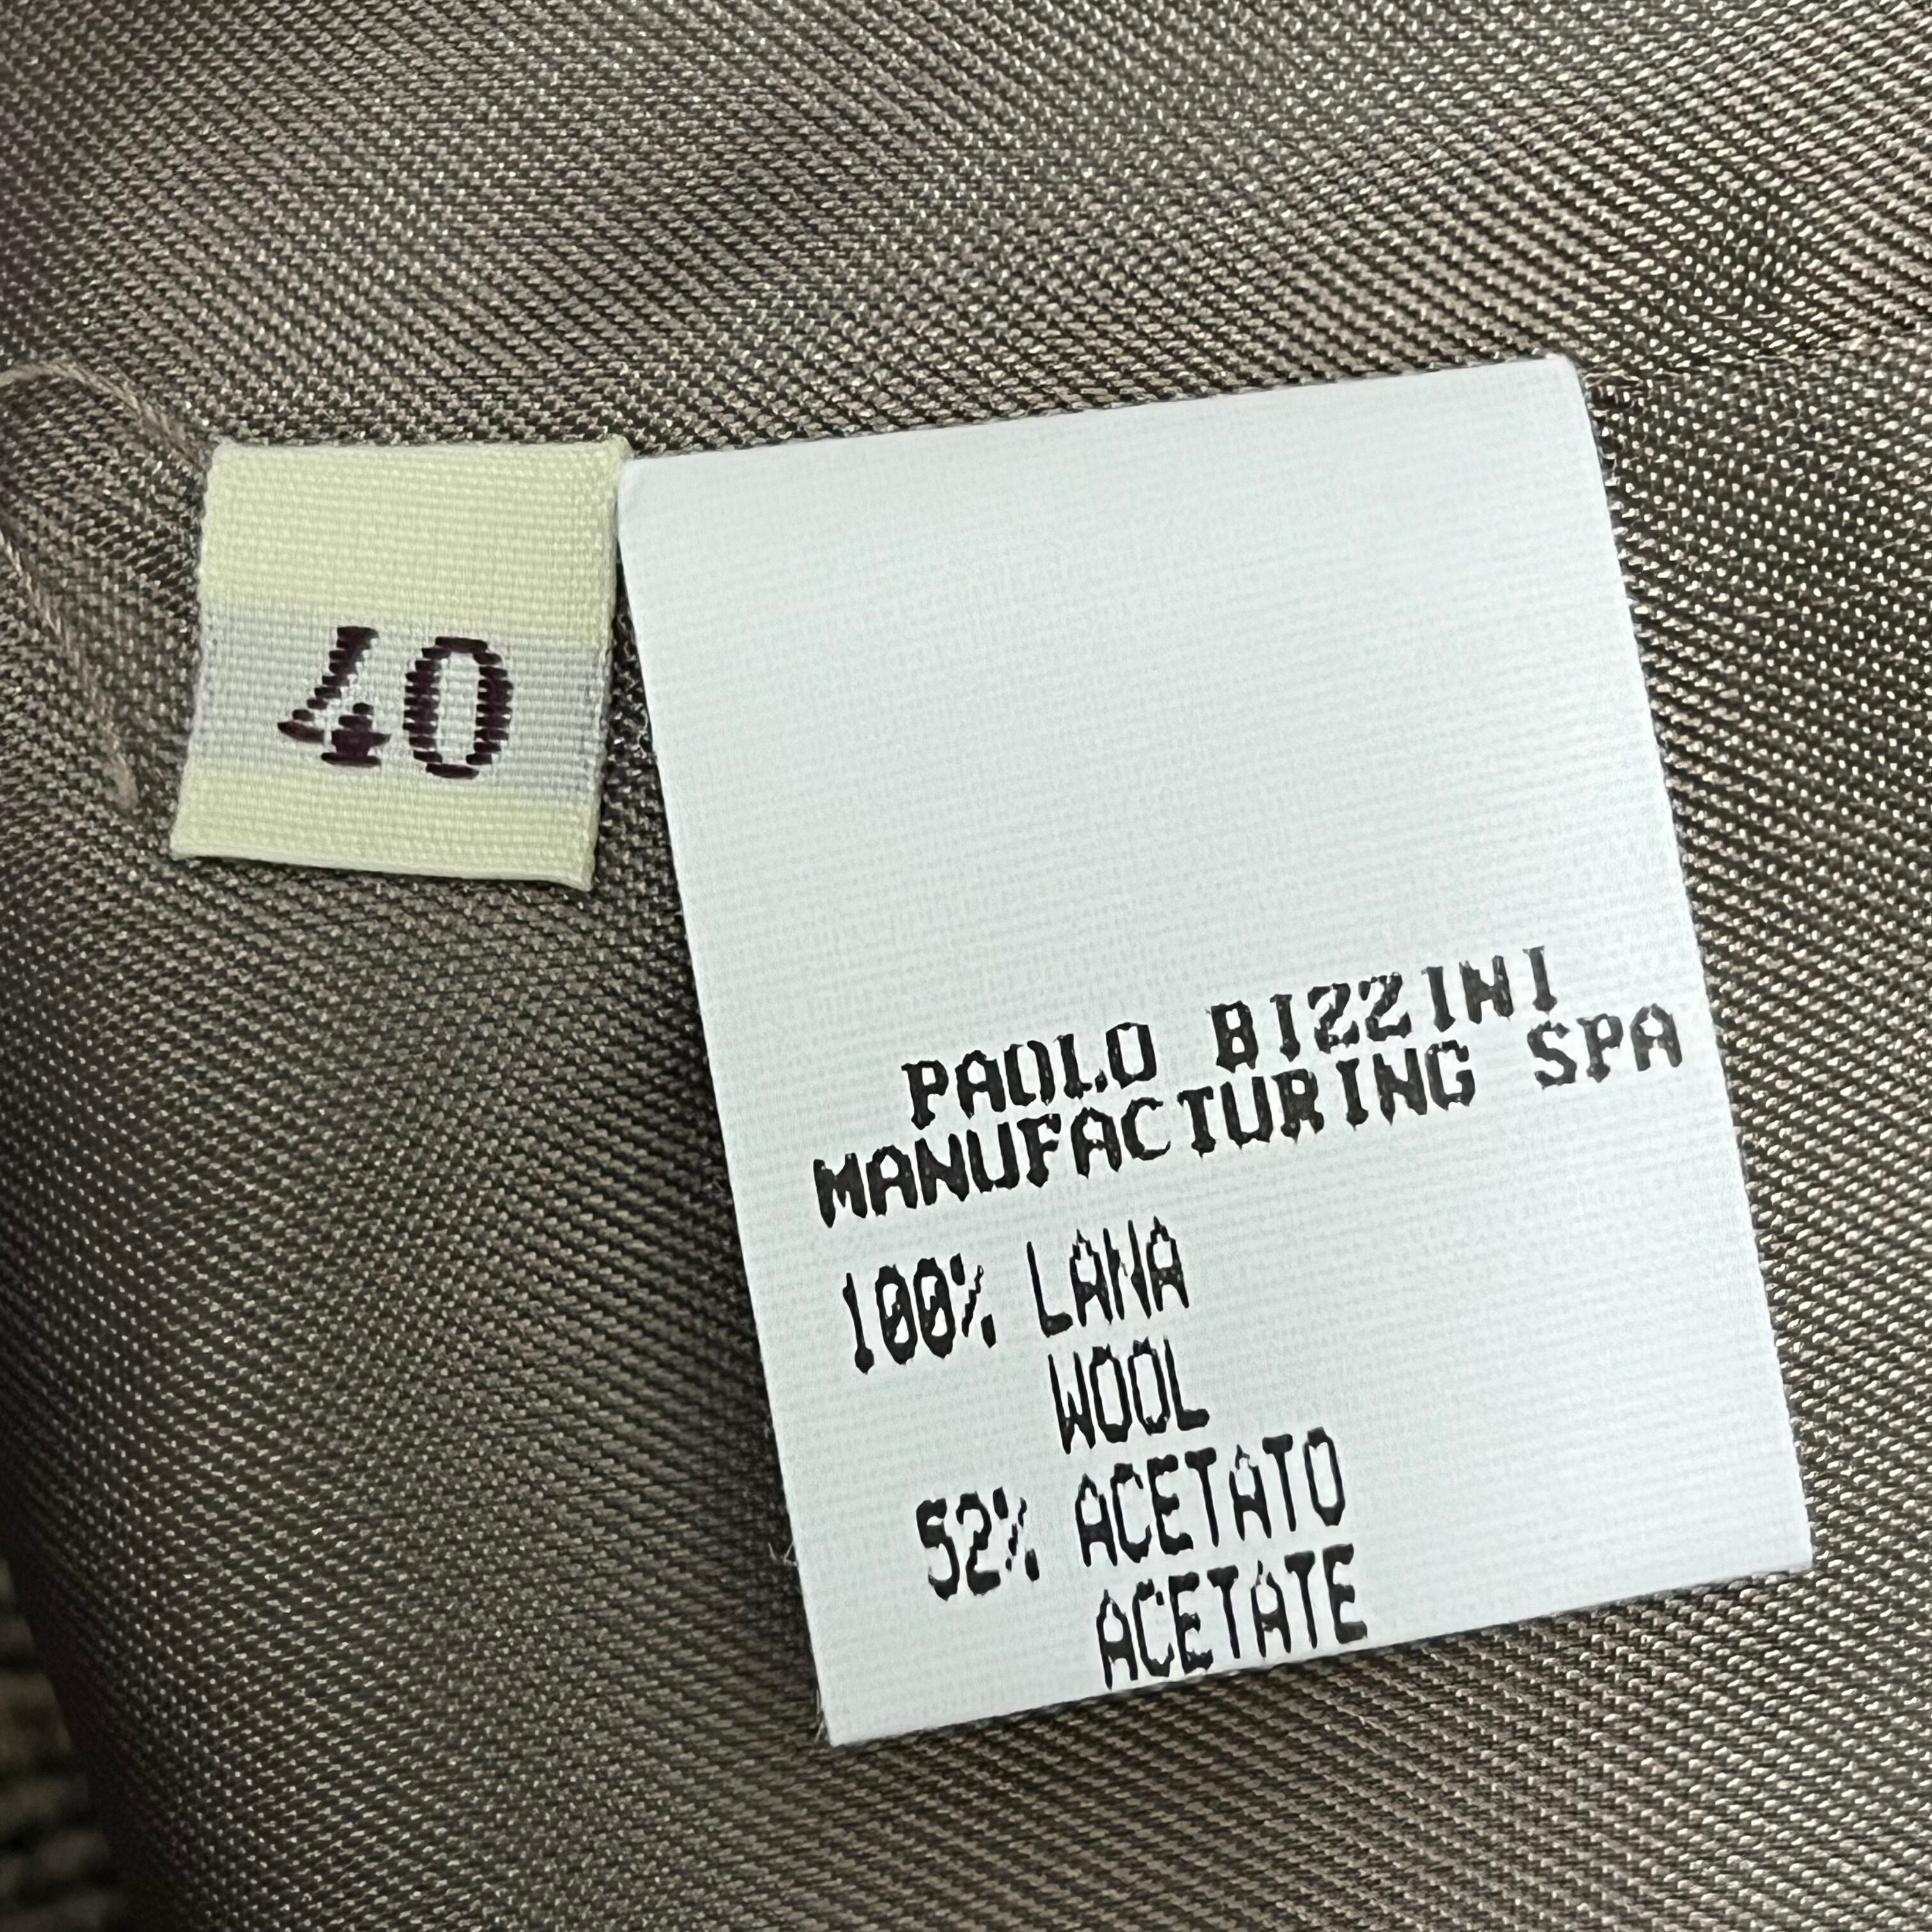 40
PAOLO BIZZINI
MANUFACTURING SPA
100% LANA
WOOL
52% ACETATO
ACETATE